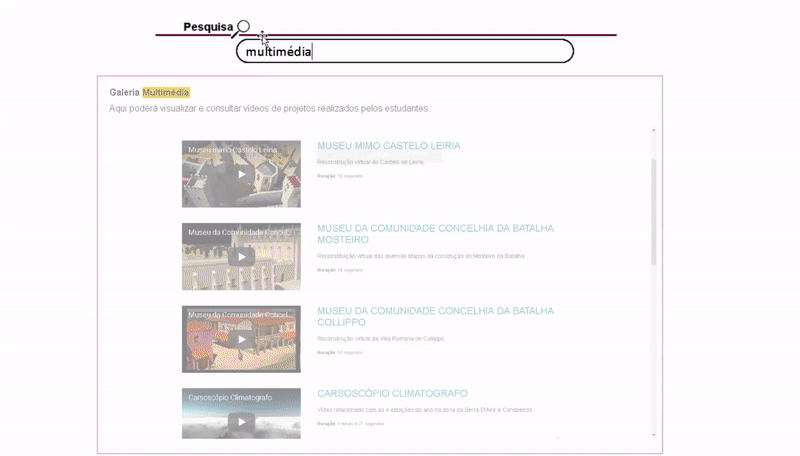 Pesquisa
multimédia
Galeria Multimédia
Aqui poderá visualizar e consultar vídeos de projetos realizados pelos estudantes.
Museu mimo Castelo Leiria
MUSEU MIMO CASTELO LEIRIA
Reconstrução virtual do Castelo de Leiria.
Duração: 12 segundos
Museu da Comunidade Concel...
MUSEU DA COMUNIDADE CONCELHIA DA BATALHA
MOSTEIRO
Reconstituição virtual das diversas etapas da construção do Mosteiro da Batalha.
Duração: 44 segundos
Museu da Comunidade Concel...
MUSEU DA COMUNIDADE CONCELHIA DA BATALHA
COLLIPPO
Reconstrução virtual da Villa Romana de Collippo.
Duração: segundos
Carsoscópio Climatografo
CARSOSCÓPIO CLIMATOGRAFO
Vídeo relacionado com as 4 estações do ano na zona da Serra D'Aire e Candeeiros.
Duração: 1 minuto e 21 segundos